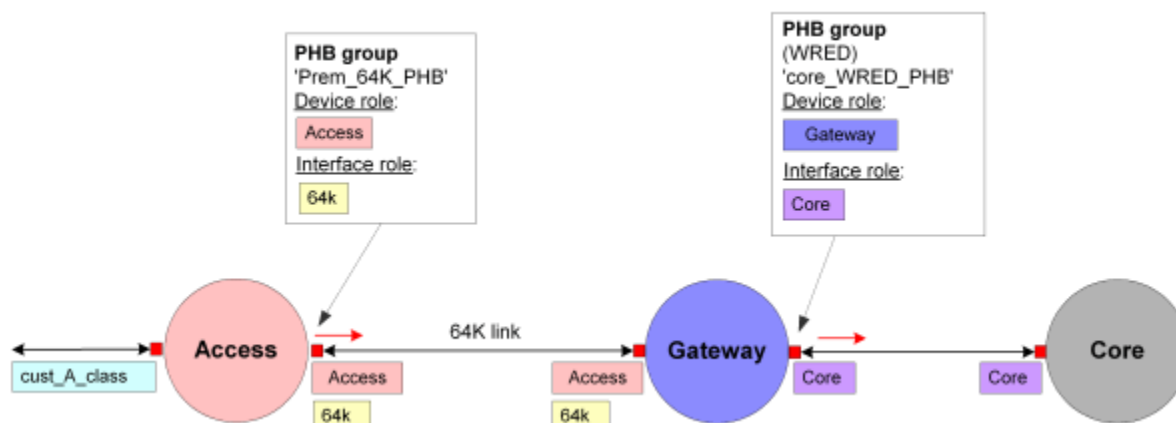 PHB group
'Prem_64K_PHB'
Device role:
Access
Interface role:
64k
PHB group
(WRED)
'core_WRED_PHB'
Device role:
Gateway
Interface role:
Core
Access
64K link
Gateway
Core
cust_A_class
Access
64k
Access
64k
Core
Core